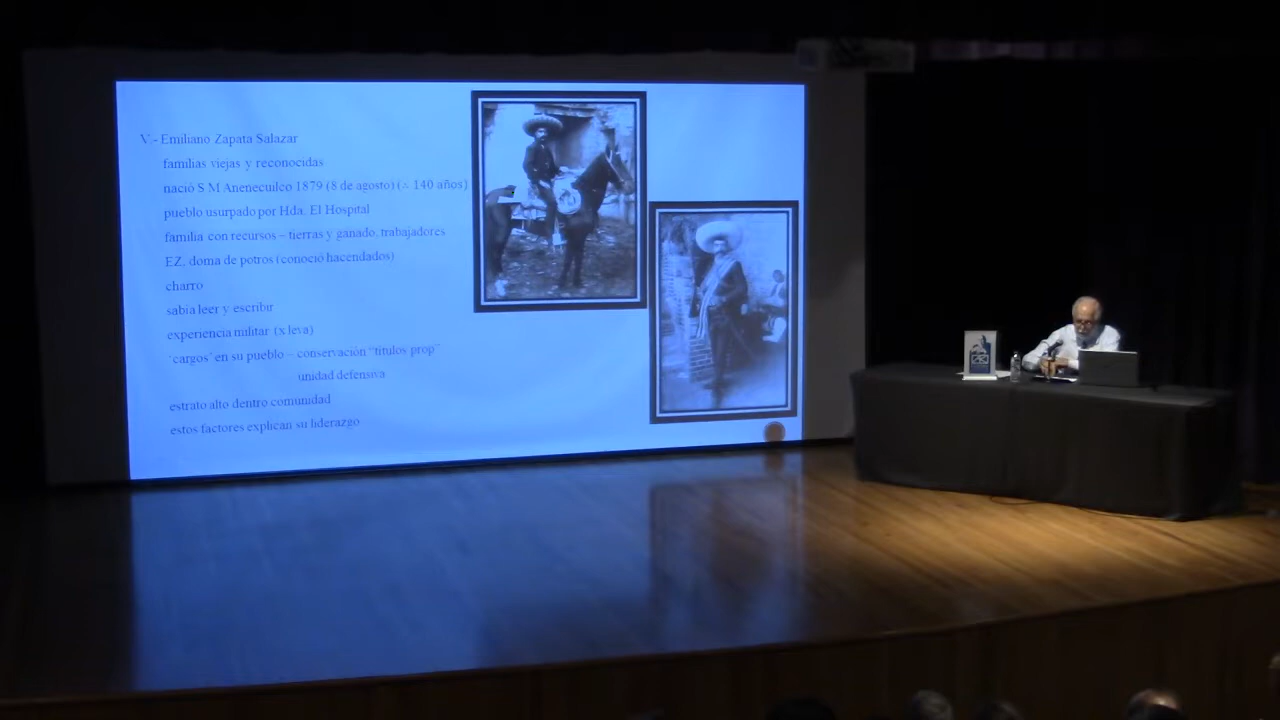 V.- Emiliano Zapata Salazar
familias viejas y reconocidas
nació S M Anenecuilco 1879 (8 de agosto) (∴ 140 años)
pueblo usurpado por Hda. El Hospital
familia con recursos – tierras y ganado, trabajadores
EZ, doma de potros (conoció hacendados)
charro
sabía leer y escribir
experiencia militar (x leva)
'cargos' en su pueblo – conservación "títulos prop"
unidad defensiva
estrato alto dentro comunidad
estos factores explican su liderazgo